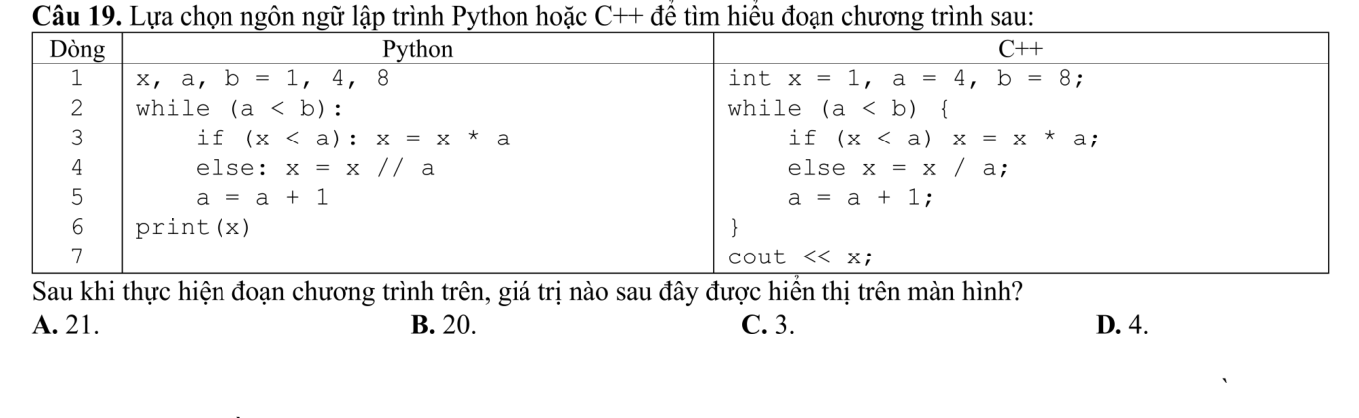 Câu 19. Lựa chọn ngôn ngữ lập trình Python hoặc C++ để tìm hiểu đoạn chương trình sau:
Dòng Python C++
1 x, a, b = 1, 4, 8 int x = 1, a = 4, b = 8;
2 while (a < b): while (a < b) {
3 if (x < a): x = x * a if (x < a) x = x * a;
4 else: x = x // a else x = x / a;
5 a = a + 1 a = a + 1;
6 print(x) }
7 cout << x;
Sau khi thực hiện đoạn chương trình trên, giá trị nào sau đây được hiển thị trên màn hình?
A. 21. B. 20. C. 3. D. 4.